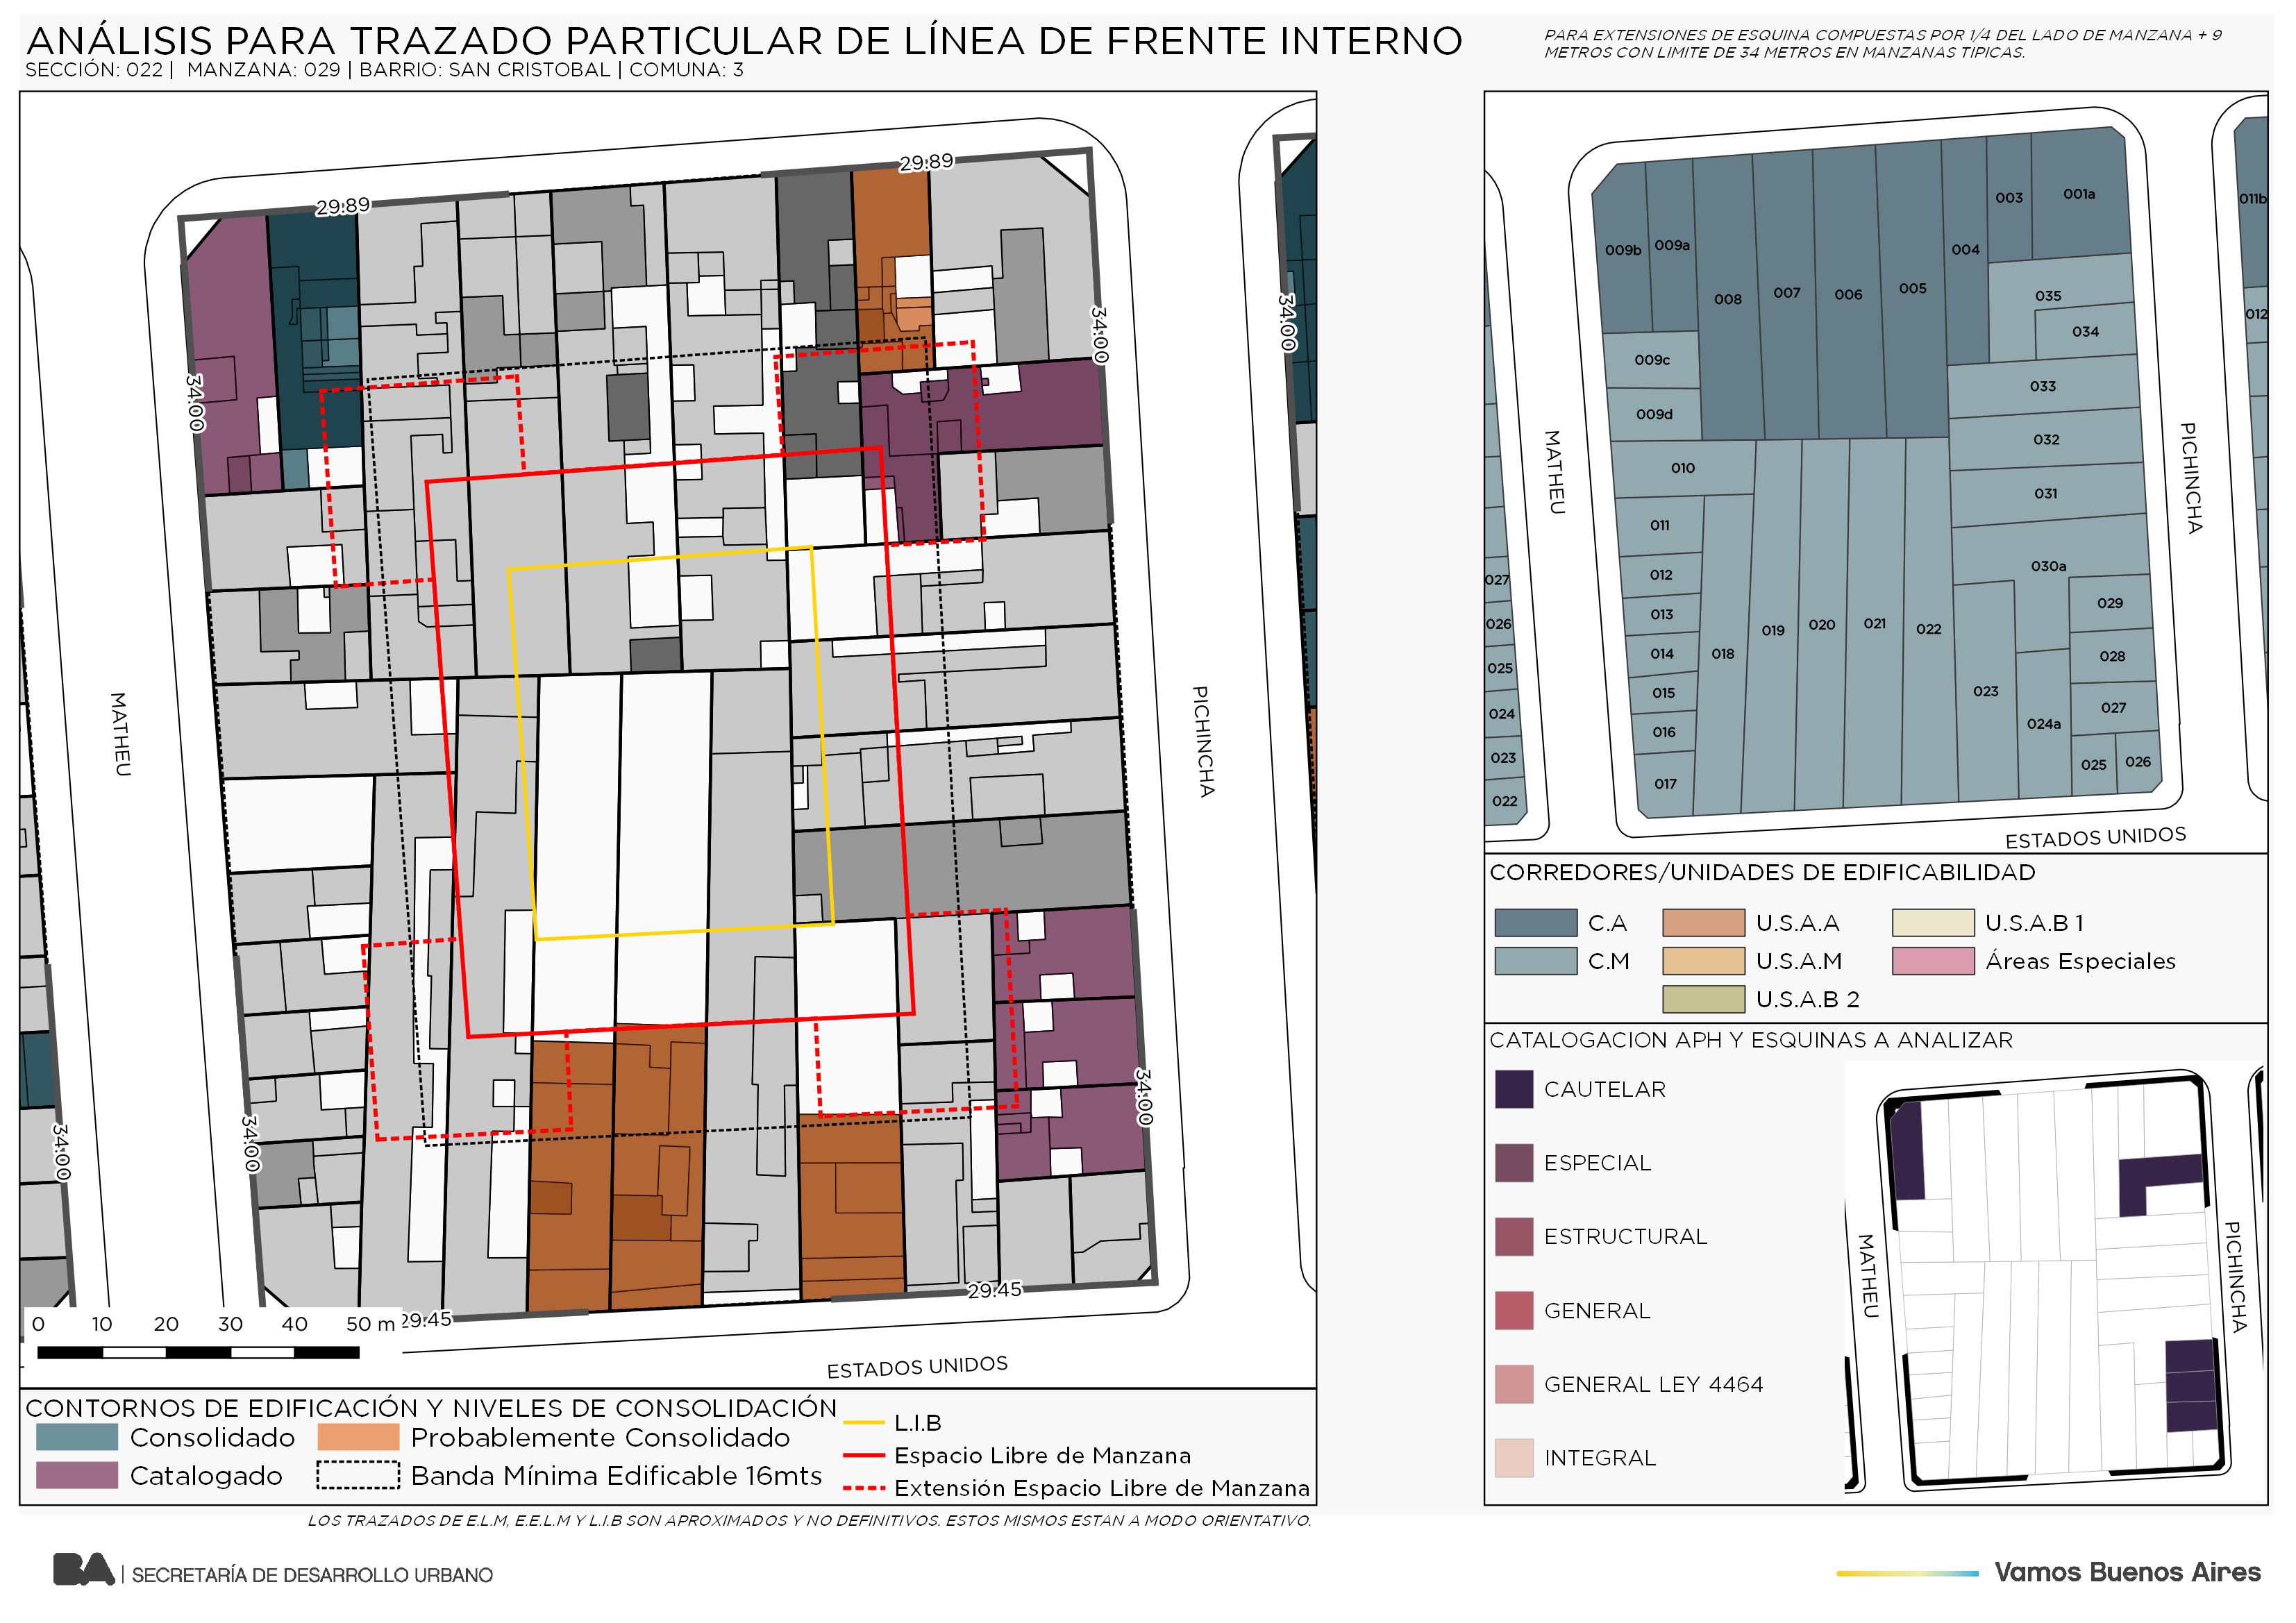 ANÁLISIS PARA TRAZADO PARTICULAR DE LÍNEA DE FRENTE INTERNO
SECCIÓN: 022 | MANZANA: 029 | BARRIO: SAN CRISTOBAL | COMUNA: 3
PARA EXTENSIONES DE ESQUINA COMPUESTAS POR 1/4 DEL LADO DE MANZANA + 9
METROS CON LIMITE DE 34 METROS EN MANZANAS TIPICAS.
29.89
29.89
34.00
34.00
34.00
MATHEU
PICHINCHA
34.00
34.00
34.00
29.45
29.45
ESTADOS UNIDOS
0 10 20 30 40 50 m
CONTORNOS DE EDIFICACIÓN Y NIVELES DE CONSOLIDACIÓN
Consolidado
Probablemente Consolidado
Catalogado
Banda Mínima Edificable 16mts
L.I.B
Espacio Libre de Manzana
Extensión Espacio Libre de Manzana
LOS TRAZADOS DE E.L.M, E.E.L.M Y L.I.B SON APROXIMADOS Y NO DEFINITIVOS. ESTOS MISMOS ESTAN A MODO ORIENTATIVO.
009b
009a
008
007
006
005
004
003
001a
011b
035
034
012
009c
033
009d
032
010
031
011
030a
012
029
013
014
018
019
020
021
022
028
015
023
027
016
024a
025
026
017
027
026
025
024
023
022
MATHEU
PICHINCHA
ESTADOS UNIDOS
CORREDORES/UNIDADES DE EDIFICABILIDAD
C.A
U.S.A.A
U.S.A.B 1
C.M
U.S.A.M
Áreas Especiales
U.S.A.B 2
CATALOGACION APH Y ESQUINAS A ANALIZAR
CAUTELAR
ESPECIAL
ESTRUCTURAL
GENERAL
GENERAL LEY 4464
INTEGRAL
MATHEU
PICHINCHA
BA | SECRETARÍA DE DESARROLLO URBANO
Vamos Buenos Aires